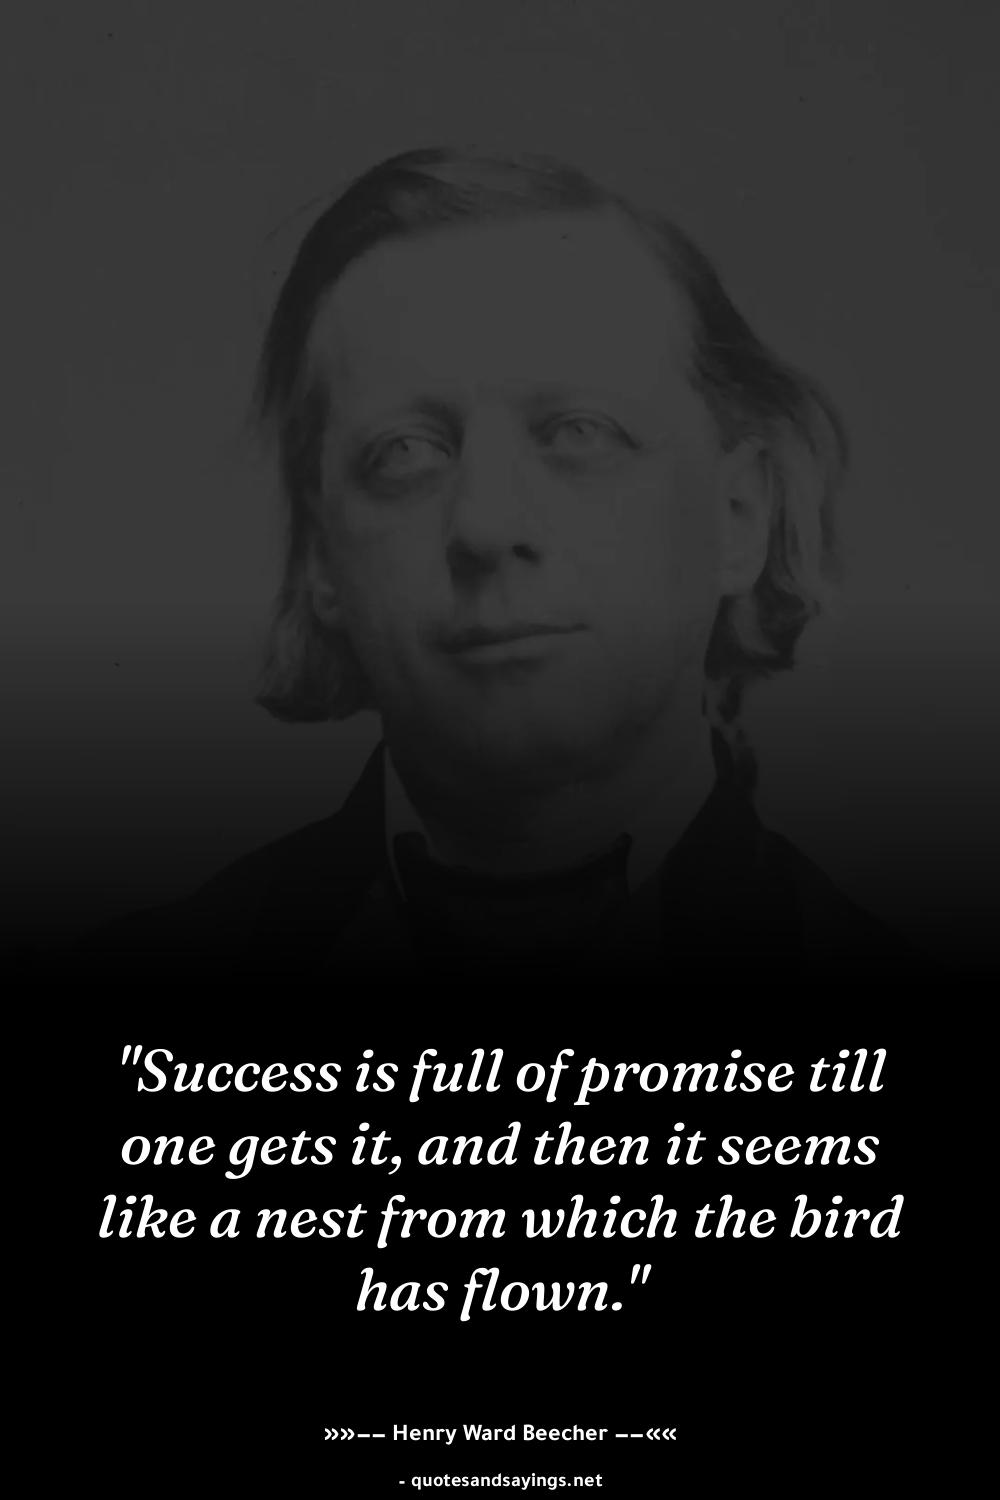 "Success is full of promise till
one gets it, and then it seems
like a nest from which the bird
has flown."
»»−− Henry Ward Beecher −−««
- quotesandsayings.net